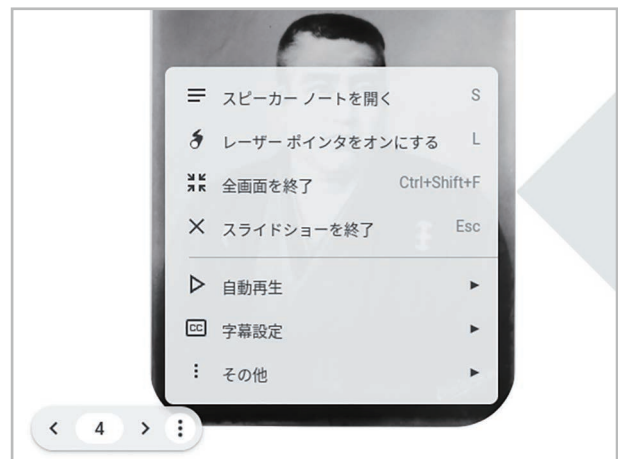 スピーカー ノートを開く S
レーザー ポインタをオンにする L
全画面を終了 Ctrl+Shift+F
スライドショーを終了 Esc
自動再生
CC 字幕設定
その他
4